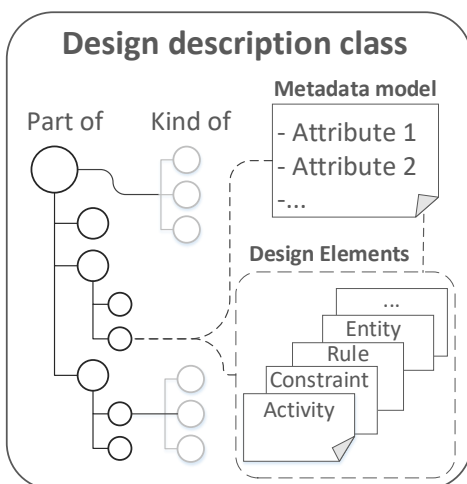 Design description class
Part of
Kind of
Metadata model
- Attribute 1
- Attribute 2
-...
Design Elements
...
Entity
Rule
Constraint
Activity